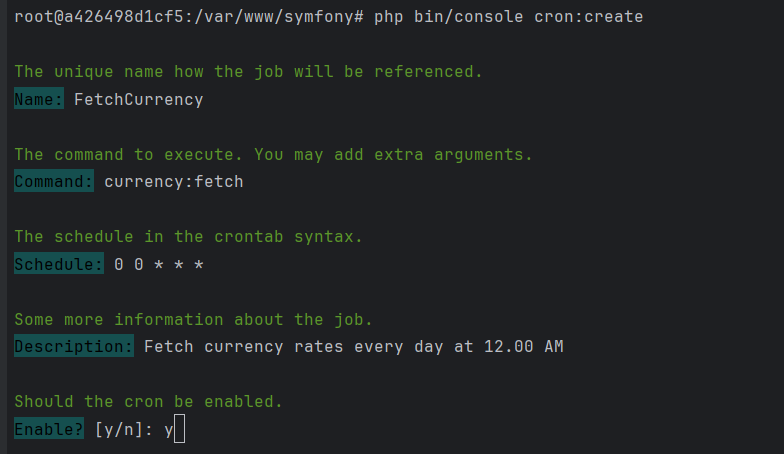 root@a426498d1cf5:/var/www/symfony# php bin/console cron:create
The unique name how the job will be referenced.
Name: FetchCurrency
The command to execute. You may add extra arguments.
Command: currency:fetch
The schedule in the crontab syntax.
Schedule: 0 0 * * *
Some more information about the job.
Description: Fetch currency rates every day at 12.00 AM
Should the cron be enabled.
Enable? [y/n]: y